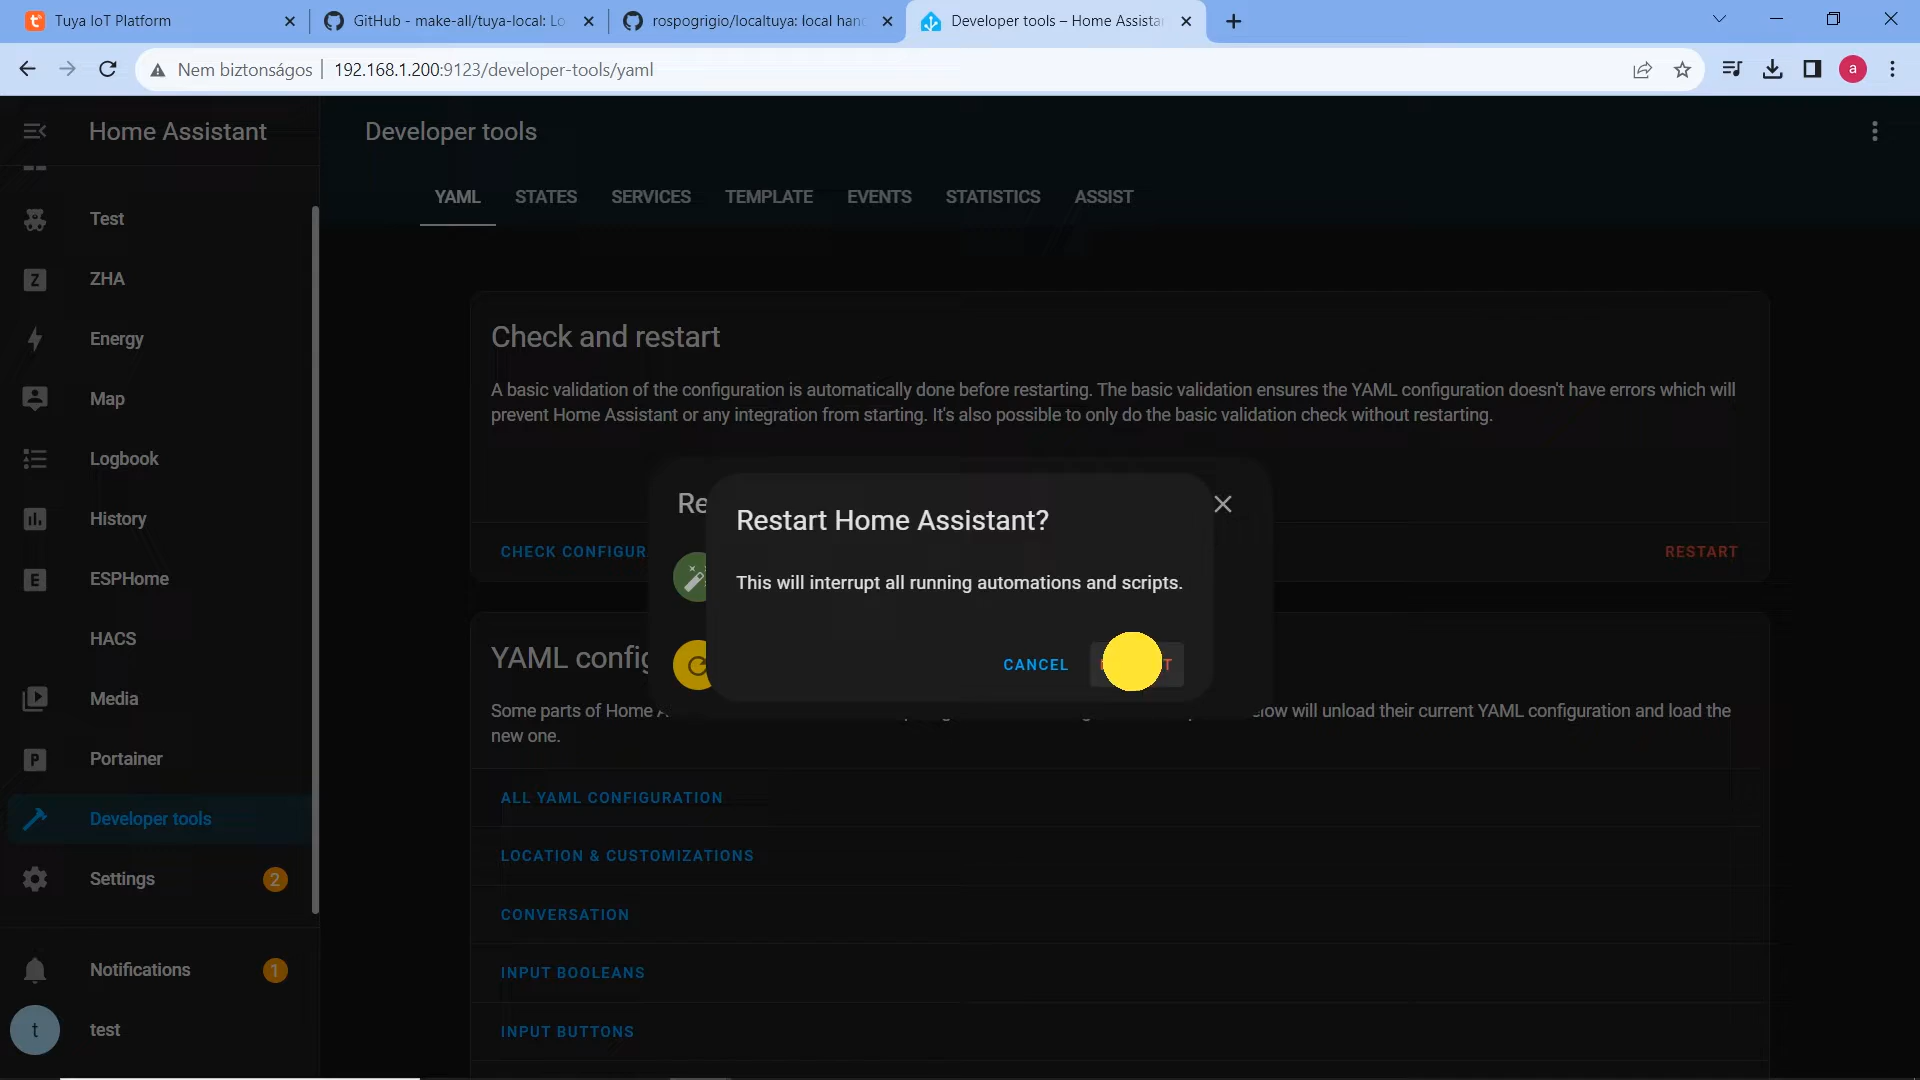 Tuya IoT Platform
GitHub - make-all/tuya-local: Lo
rospogrigio/localtuya: local hand
Developer tools – Home Assistan
Nem biztonságos
192.168.1.200:9123/developer-tools/yaml
a
Home Assistant
Developer tools
YAML
STATES
SERVICES
TEMPLATE
EVENTS
STATISTICS
ASSIST
Test
Z
ZHA
Energy
Map
Logbook
History
E
ESPHome
HACS
Media
P
Portainer
Developer tools
Settings
2
Notifications
1
t
test
Check and restart
A basic validation of the configuration is automatically done before restarting. The basic validation ensures the YAML configuration doesn't have errors which will
prevent Home Assistant or any integration from starting. It's also possible to only do the basic validation check without restarting.
CHECK CONFIGUR
RESTART
Re
Restart Home Assistant?
This will interrupt all running automations and scripts.
CANCEL
YAML config
Some parts of Home will unload their current YAML configuration and load the
new one.
ALL YAML CONFIGURATION
LOCATION & CUSTOMIZATIONS
CONVERSATION
INPUT BOOLEANS
INPUT BUTTONS